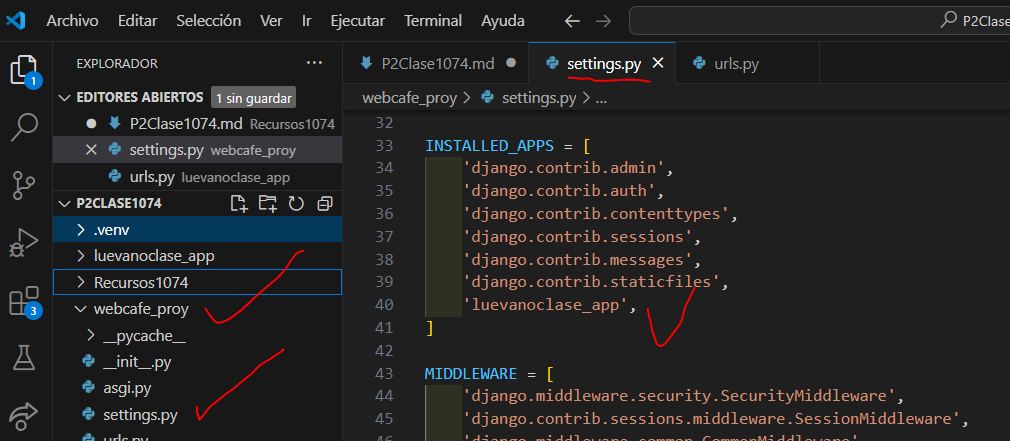 Archivo Editar Selección Ver Ir Ejecutar Terminal Ayuda P2Clase
EXPLORADOR
EDITORES ABIERTOS 1 sin guardar
P2Clase1074.md Recursos1074
settings.py webcafe_proy
urls.py luevanoclase_app
P2CLASE1074
.venv
luevanoclase_app
Recursos1074
webcafe_proy
__pycache__
__init__.py
asgi.py
settings.py
urls.py
1
3
P2Clase1074.md settings.py urls.py
webcafe_proy > settings.py > ...
32
33 INSTALLED_APPS = [
34 'django.contrib.admin',
35 'django.contrib.auth',
36 'django.contrib.contenttypes',
37 'django.contrib.sessions',
38 'django.contrib.messages',
39 'django.contrib.staticfiles',
40 'luevanoclase_app',
41 ]
42
43 MIDDLEWARE = [
44 'django.middleware.security.SecurityMiddleware',
45 'django.contrib.sessions.middleware.SessionMiddleware',
46 'django.middleware.common.CommonMiddleware'